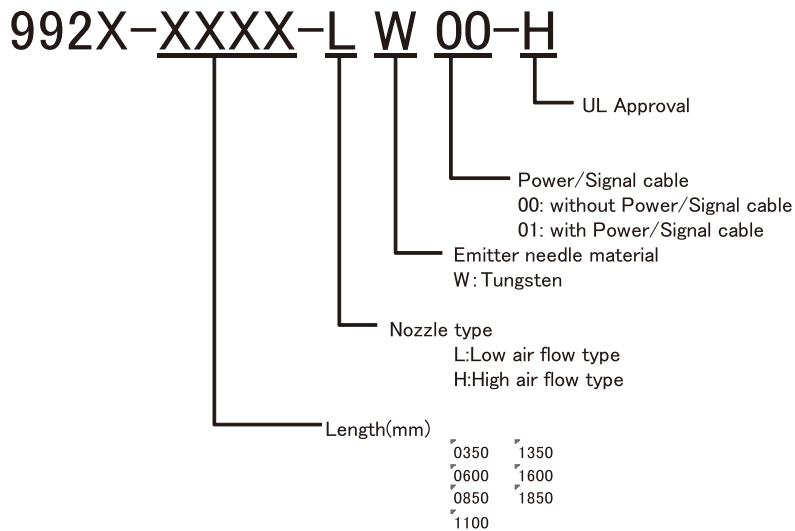 992X-XXXX-L W 00-H
UL Approval
Power/Signal cable
00: without Power/Signal cable
01: with Power/Signal cable
Emitter needle material
W:Tungsten
Nozzle type
L:Low air flow type
H:High air flow type
Length(mm)
0350 1350
0600 1600
0850 1850
1100